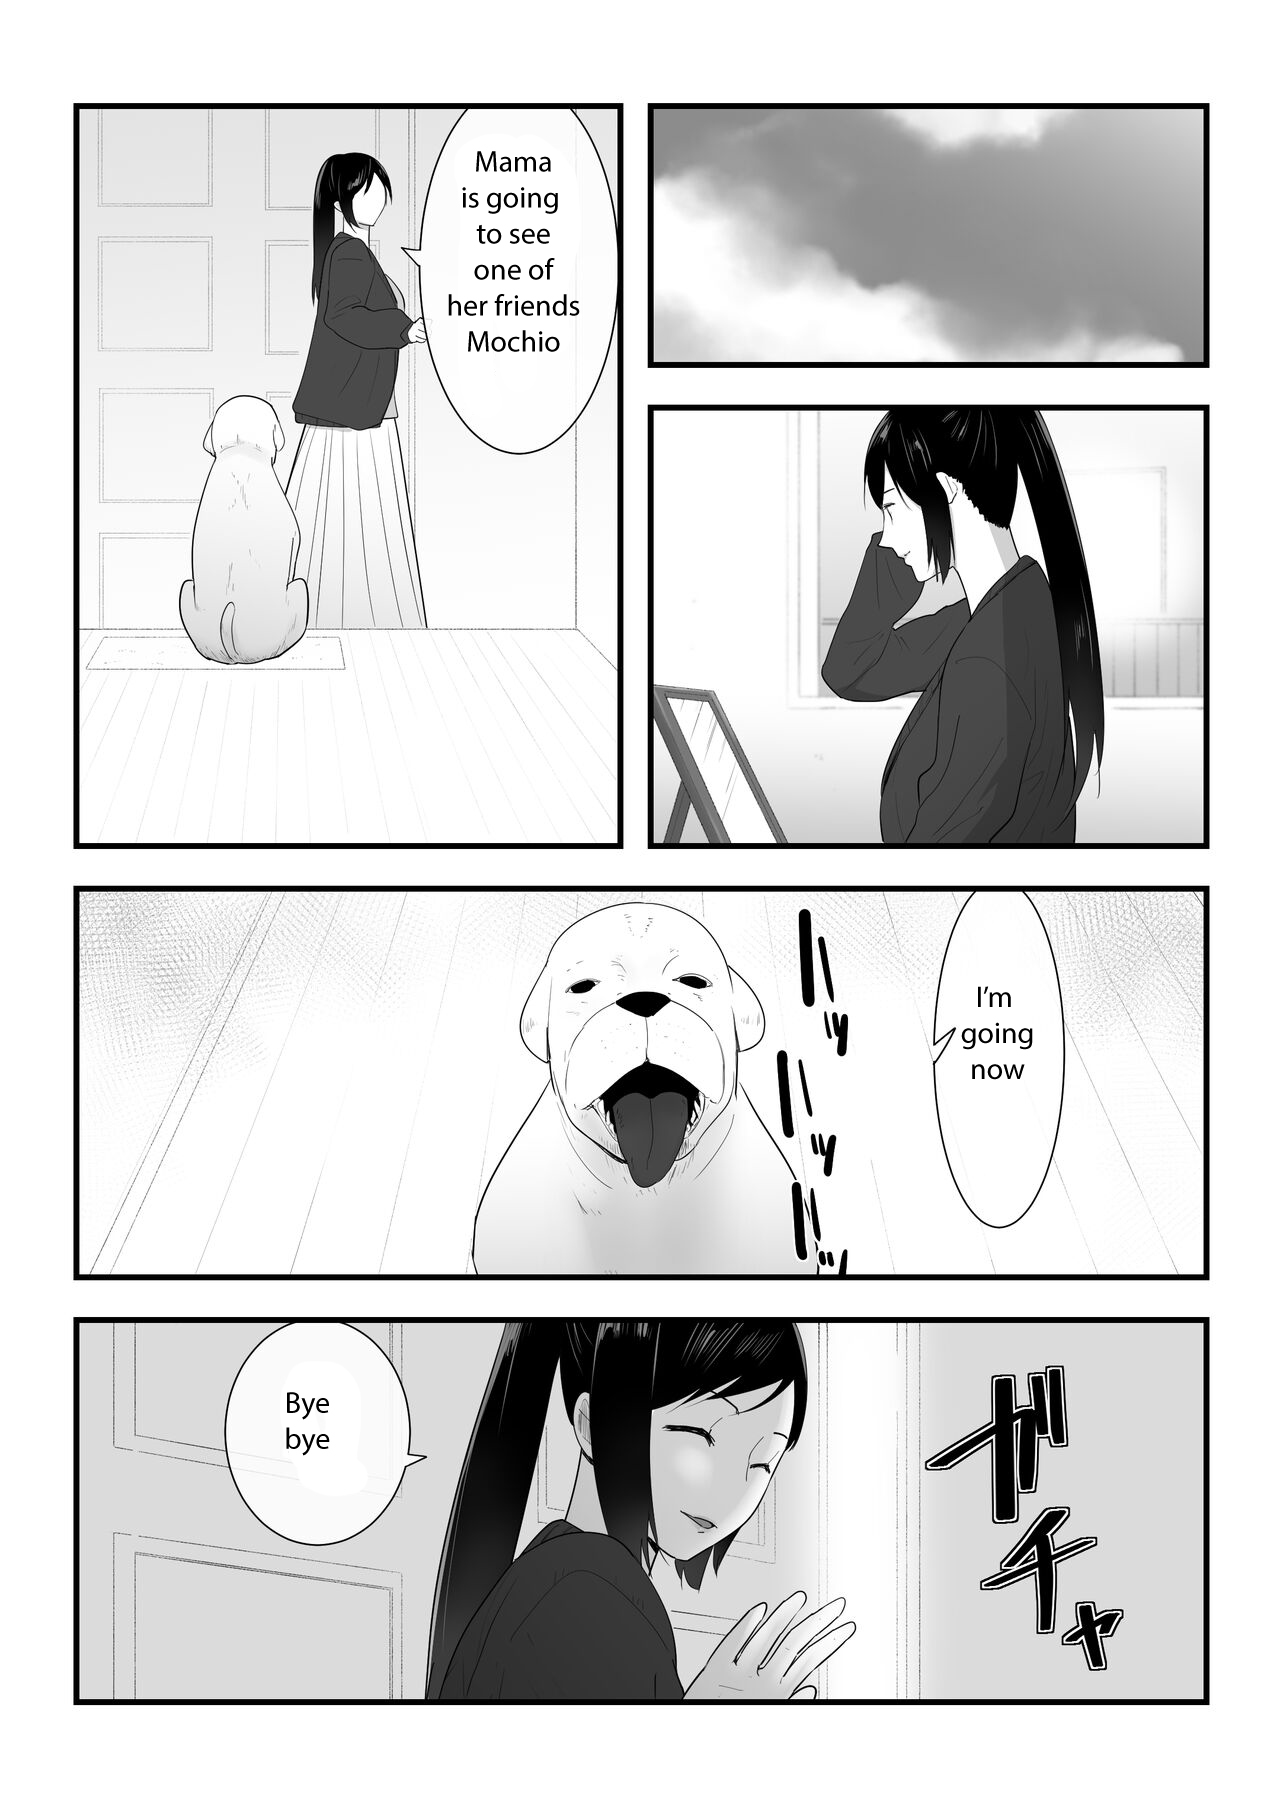 Mama
is going
to see
one of
her friends
Mochio
I'm
going
now
ハッ
ハッ
ハッ
Bye
bye
ガチャ